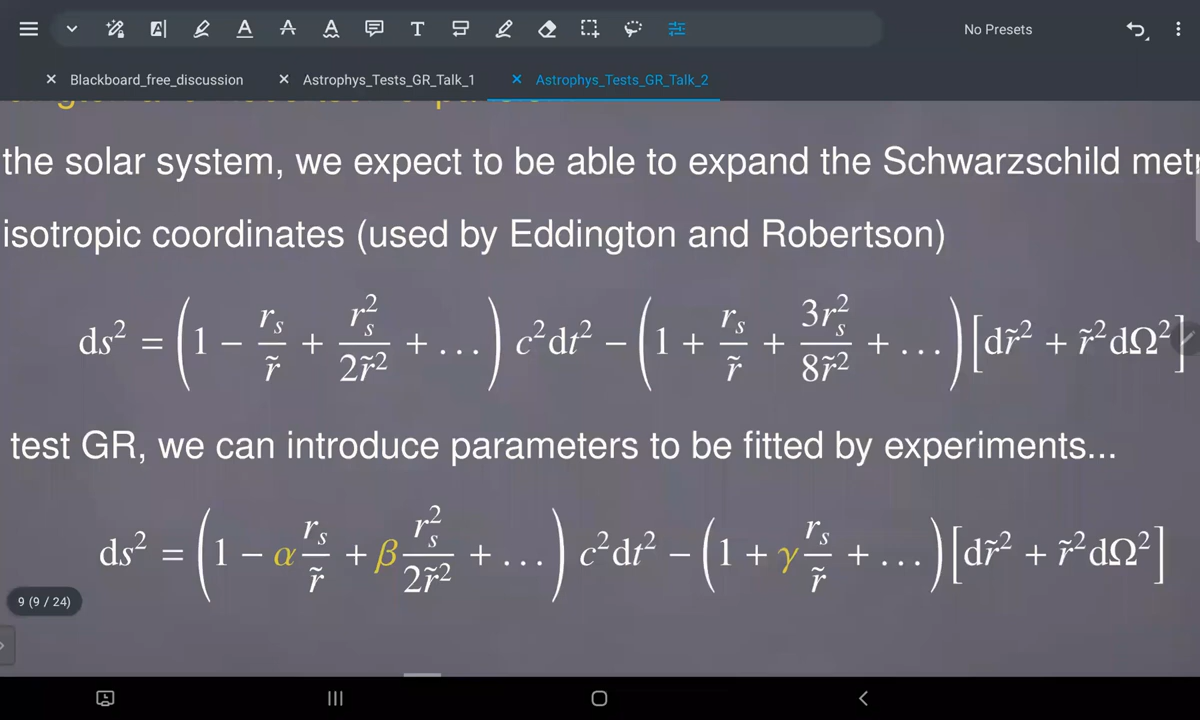 No Presets
Blackboard_free_discussion
Astrophys_Tests_GR_Talk_1
Astrophys_Tests_GR_Talk_2
the solar system, we expect to be able to expand the Schwarzschild metr
isotropic coordinates (used by Eddington and Robertson)
ds² = (1 − r_s/r̃ + r_s²/2r̃² + …) c²dt² − (1 + r_s/r̃ + 3r_s²/8r̃² + …) [dr̃² + r̃²dΩ²]
test GR, we can introduce parameters to be fitted by experiments...
ds² = (1 − α r_s/r̃ + β r_s²/2r̃² + …) c²dt² − (1 + γ r_s/r̃ + …) [dr̃² + r̃²dΩ²]
9 (9 / 24)